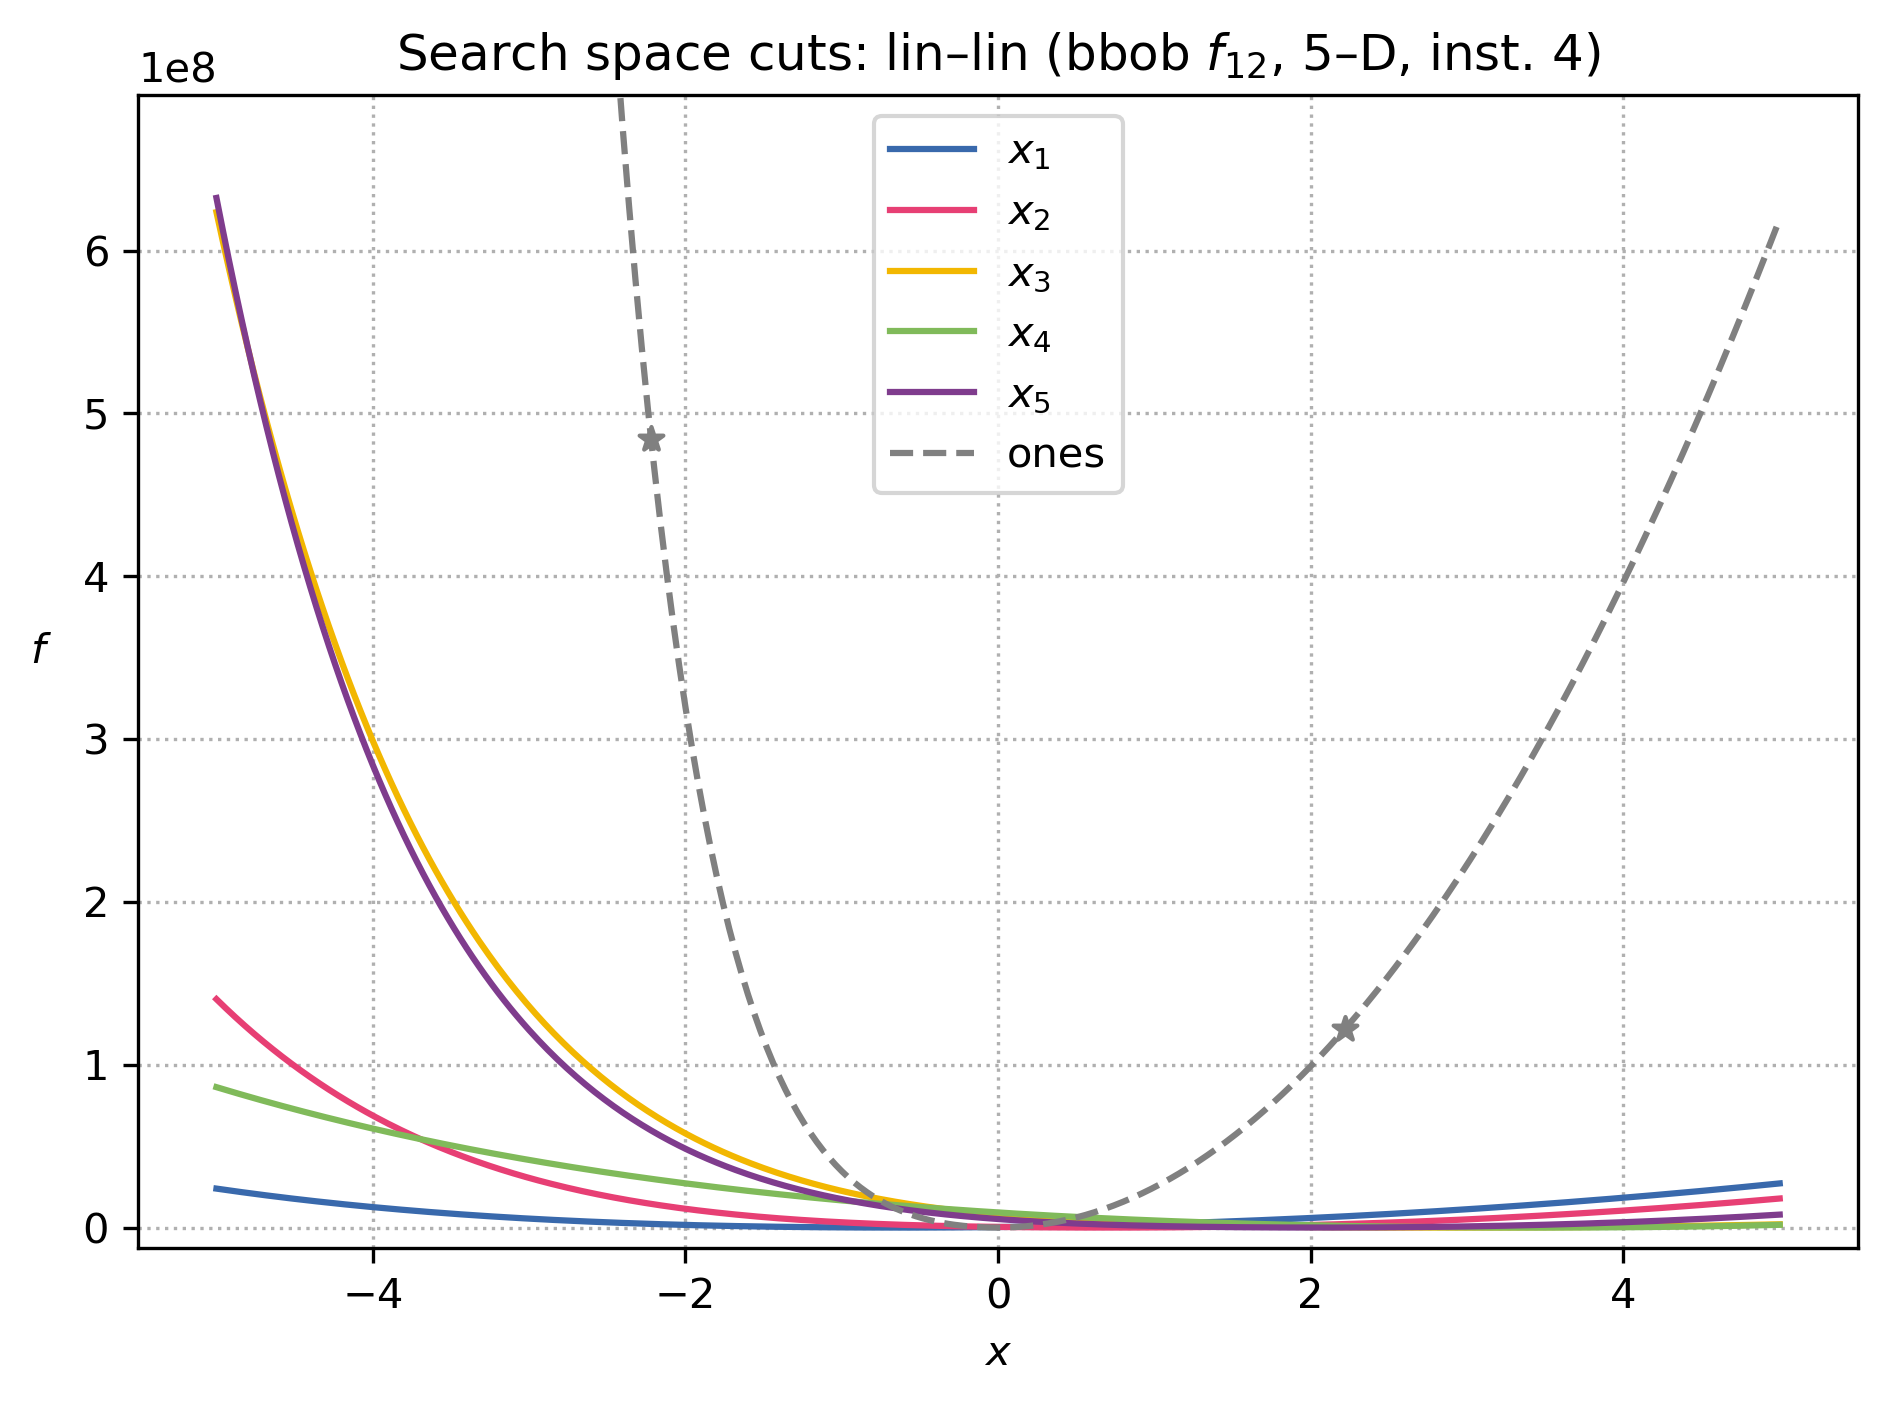 Search space cuts: lin–lin (bbob f12, 5–D, inst. 4)
1e8
x1
x2
x3
x4
x5
ones
6
5
4
3
2
1
0
f
−4 −2 0 2 4
x